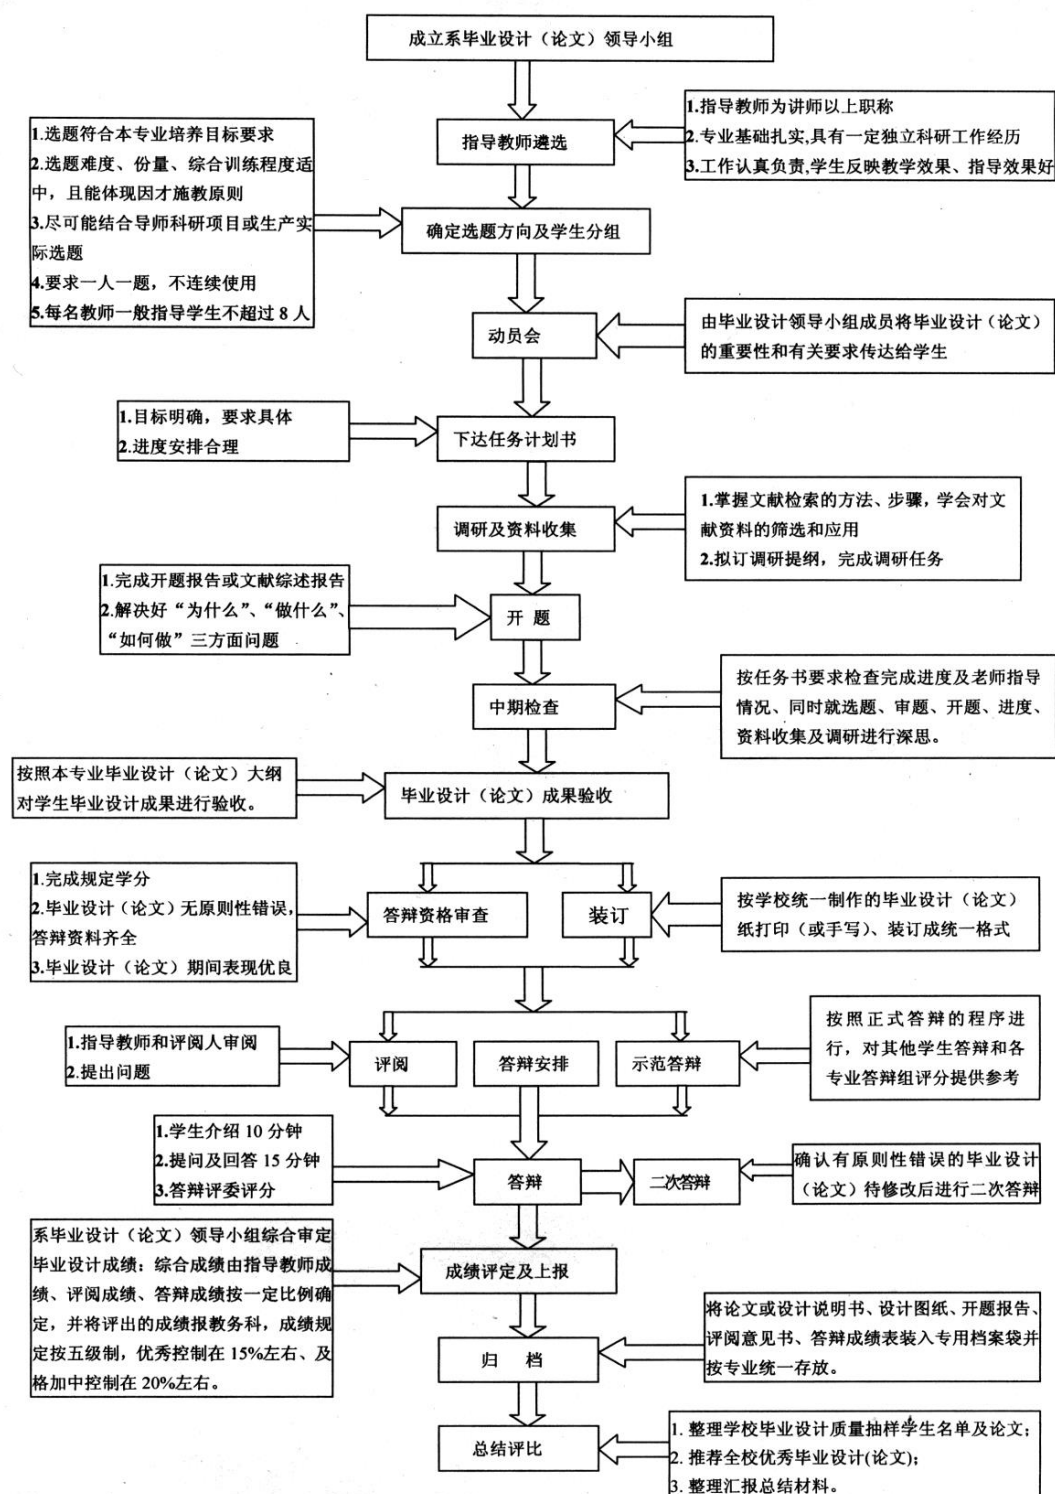 成立系毕业设计（论文）领导小组
指导教师遴选
1.指导教师为讲师以上职称
2.专业基础扎实,具有一定独立科研工作经历
3.工作认真负责,学生反映教学效果、指导效果好
1.选题符合本专业培养目标要求
2.选题难度、份量、综合训练程度适
中，且能体现因才施教原则
3.尽可能结合导师科研项目或生产实
际选题
4.要求一人一题，不连续使用
5.每名教师一般指导学生不超过 8 人
确定选题方向及学生分组
动员会
由毕业设计领导小组成员将毕业设计（论文）
的重要性和有关要求传达给学生
1.目标明确，要求具体
2.进度安排合理
下达任务计划书
调研及资料收集
1.掌握文献检索的方法、步骤，学会对文
献资料的筛选和应用
2.拟订调研提纲，完成调研任务
1.完成开题报告或文献综述报告
2.解决好“为什么”、“做什么”、
“如何做”三方面问题
开 题
中期检查
按任务书要求检查完成进度及老师指导
情况、同时就选题、审题、开题、进度、
资料收集及调研进行深思。
按照本专业毕业设计（论文）大纲
对学生毕业设计成果进行验收。
毕业设计（论文）成果验收
1.完成规定学分
2.毕业设计（论文）无原则性错误，
答辩资料齐全
3.毕业设计（论文）期间表现优良
答辩资格审查
装订
按学校统一制作的毕业设计（论文）
纸打印（或手写）、装订成统一格式
1.指导教师和评阅人审阅
2.提出问题
评阅
答辩安排
示范答辩
按照正式答辩的程序进
行，对其他学生答辩和各
专业答辩组评分提供参考
1.学生介绍 10 分钟
2.提问及回答 15 分钟
3.答辩评委评分
答辩
二次答辩
确认有原则性错误的毕业设计
（论文）待修改后进行二次答辩
系毕业设计（论文）领导小组综合审定
毕业设计成绩：综合成绩由指导教师成
绩、评阅成绩、答辩成绩按一定比例确
定，并将评出的成绩报教务科，成绩规
定按五级制，优秀控制在 15%左右、及
格加中控制在 20%左右。
成绩评定及上报
归 档
将论文或设计说明书、设计图纸、开题报告、
评阅意见书、答辩成绩表装入专用档案袋并
按专业统一存放。
总结评比
1. 整理学校毕业设计质量抽样学生名单及论文；
2. 推荐全校优秀毕业设计(论文)；
3. 整理汇报总结材料。